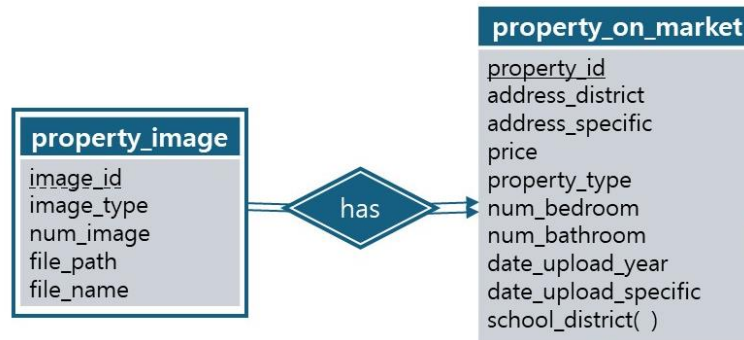 property_image
image_id
image_type
num_image
file_path
file_name
has
property_on_market
property_id
address_district
address_specific
price
property_type
num_bedroom
num_bathroom
date_upload_year
date_upload_specific
school_district( )